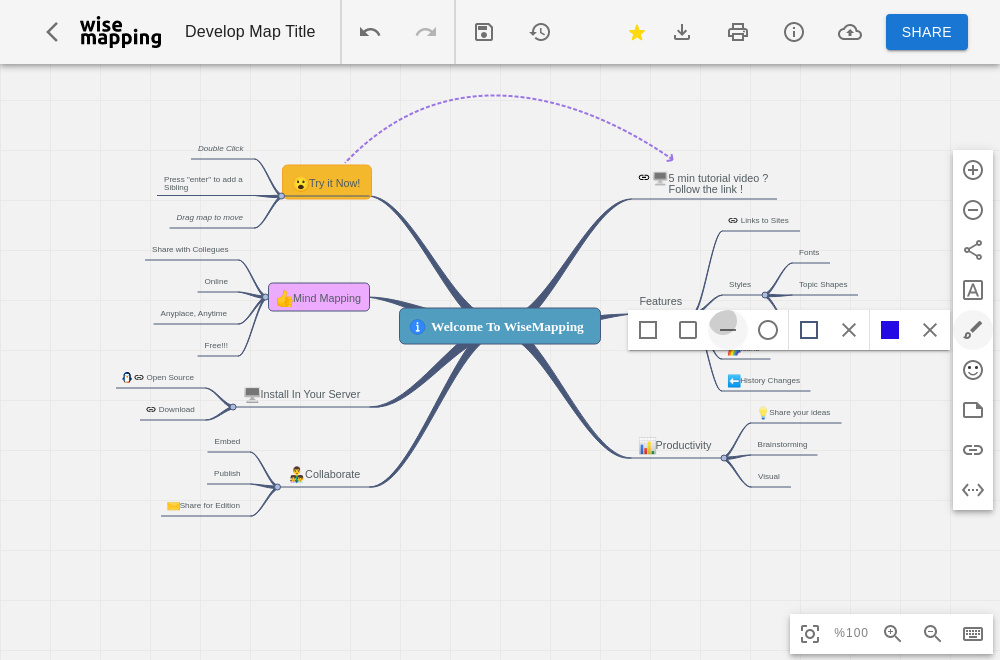 wise
mapping
Develop Map Title
SHARE
Double Click
Press "enter" to add a
Sibling
Drag map to move
Try it Now!
5 min tutorial video ?
Follow the link !
Links to Sites
Fonts
Styles
Topic Shapes
Features
Share with Collegues
Online
Anyplace, Anytime
Free!!!
Mind Mapping
Welcome To WiseMapping
History Changes
Open Source
Download
Install In Your Server
Share your ideas
Productivity
Brainstorming
Visual
Embed
Publish
Share for Edition
Collaborate
%100